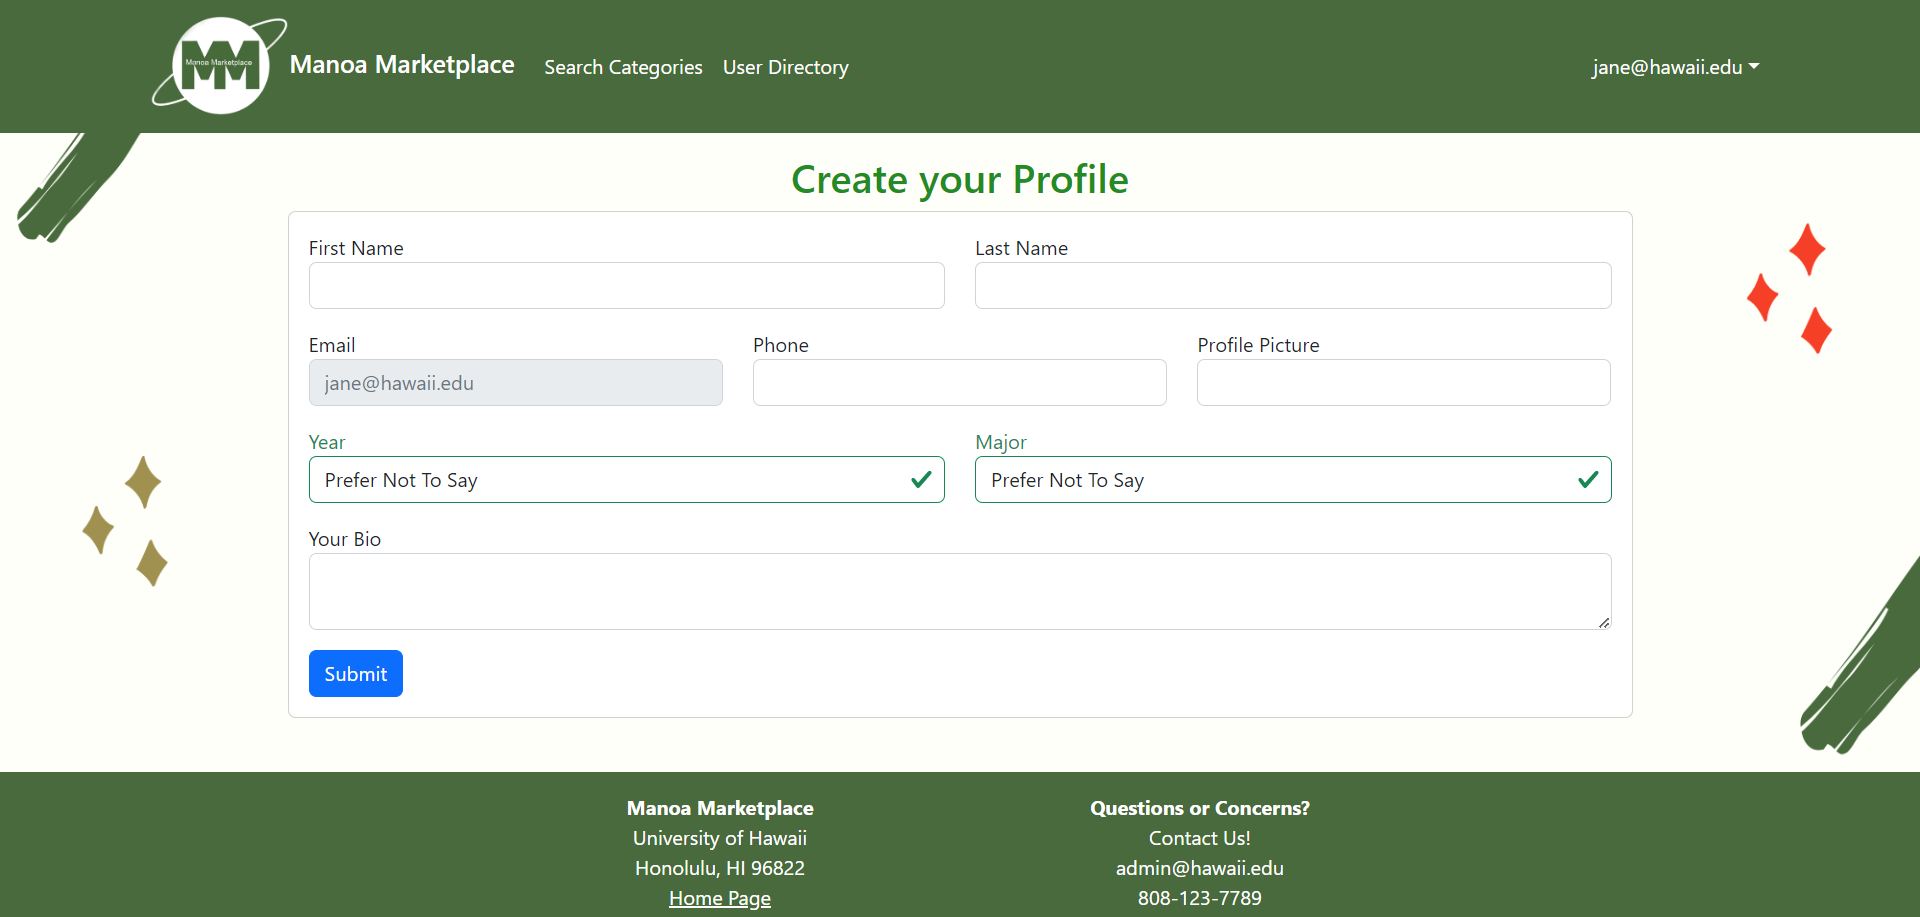 Manoa Marketplace
Manoa Marketplace Search Categories User Directory jane@hawaii.edu
Create your Profile
First Name Last Name
Email Phone Profile Picture
jane@hawaii.edu
Year Major
Prefer Not To Say Prefer Not To Say
Your Bio
Submit
Manoa Marketplace
University of Hawaii
Honolulu, HI 96822
Home Page
Questions or Concerns?
Contact Us!
admin@hawaii.edu
808-123-7789